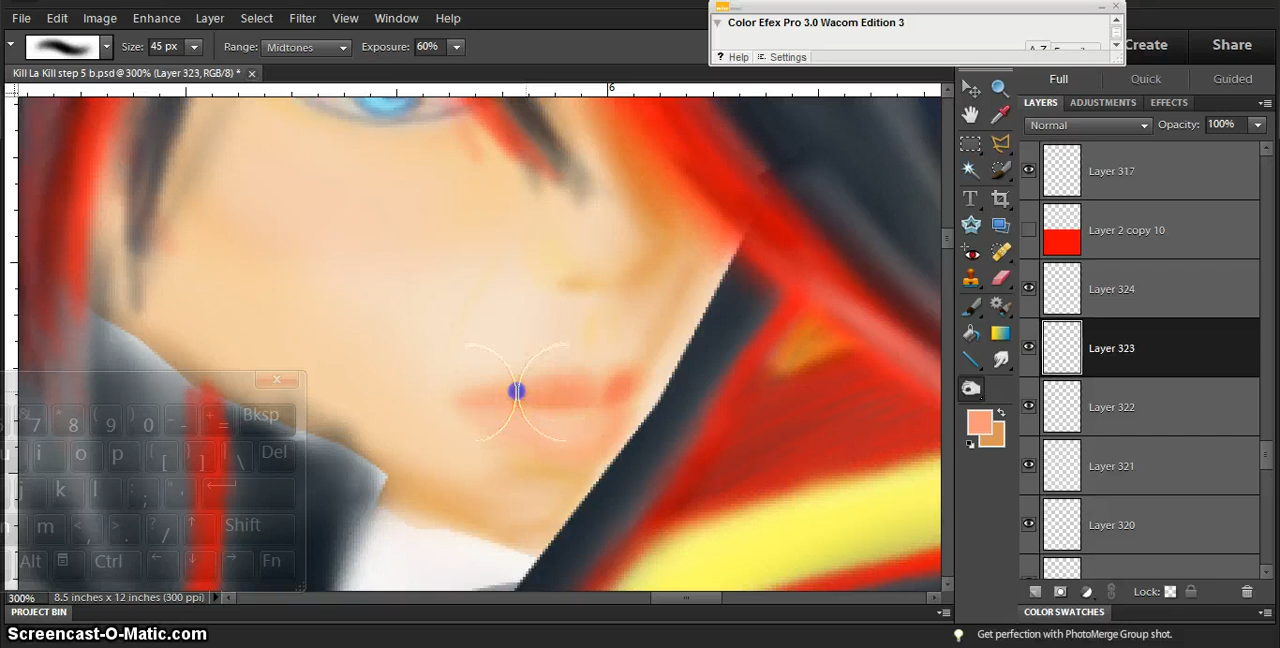 Color Efex Pro 3.0 Wacom Edition 3
Help Settings
File Edit Image Enhance Layer Select Filter View Window Help
Size: 45 px Range: Midtones Exposure: 60% Create Share
Kill La Kill step 5 b.psd @ 300% (Layer 323, RGB/8) *
Full Quick Guided
6
LAYERS ADJUSTMENTS EFFECTS
Normal Opacity: 100%
Layer 317
Layer 2 copy 10
Layer 324
Layer 323
Layer 322
Layer 321
Layer 320
& * ( ) _ +
7 8 9 0 - = Bksp
u i o p [ ] \ Del
k l ; '
m < > ? Shift
, . /
Alt Ctrl Fn
Lock:
300% 8.5 inches x 12 inches (300 ppi)
PROJECT BIN COLOR SWATCHES
Screencast-O-Matic.com Get perfection with PhotoMerge Group shot.